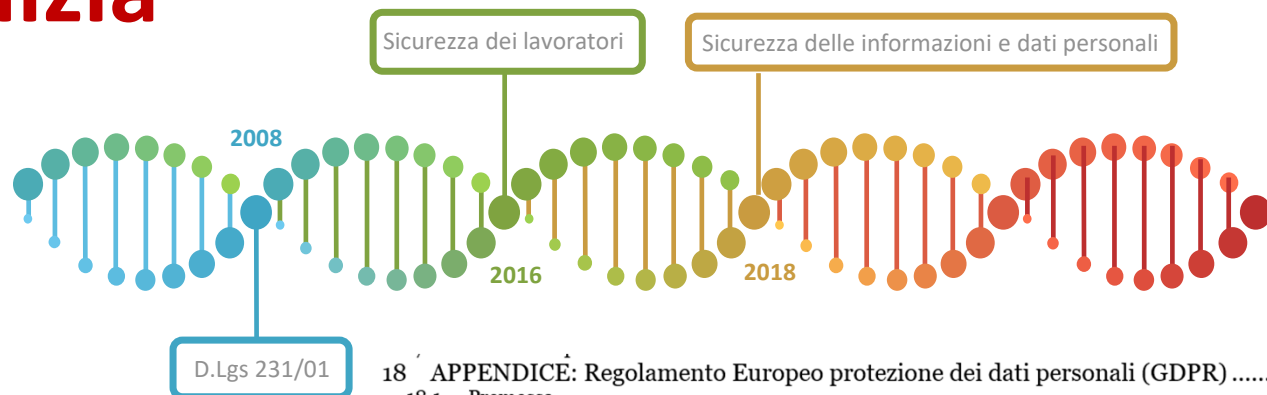 Sicurezza dei lavoratori
Sicurezza delle informazioni e dati personali
2008
2016
2018
D.Lgs 231/01
18 APPENDICE: Regolamento Europeo protezione dei dati personali (GDPR) ......